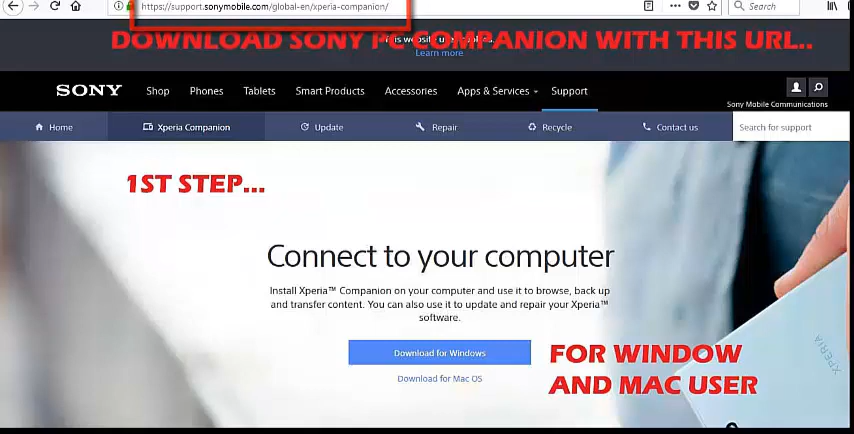 https://support.sonymobile.com/global-en/xperia-companion/
Search
DOWNLOAD SONY PC COMPANION WITH THIS URL..
Learn more
SONY
Shop
Phones
Tablets
Smart Products
Accessories
Apps & Services
Support
Sony Mobile Communications
Home
Xperia Companion
Update
Repair
Recycle
Contact us
Search for support
1ST STEP...
Connect to your computer
Install Xperia™ Companion on your computer and use it to browse, back up
and transfer content. You can also use it to update and repair your Xperia™
software.
Download for Windows
Download for Mac OS
FOR WINDOW
AND MAC USER
XPERIA